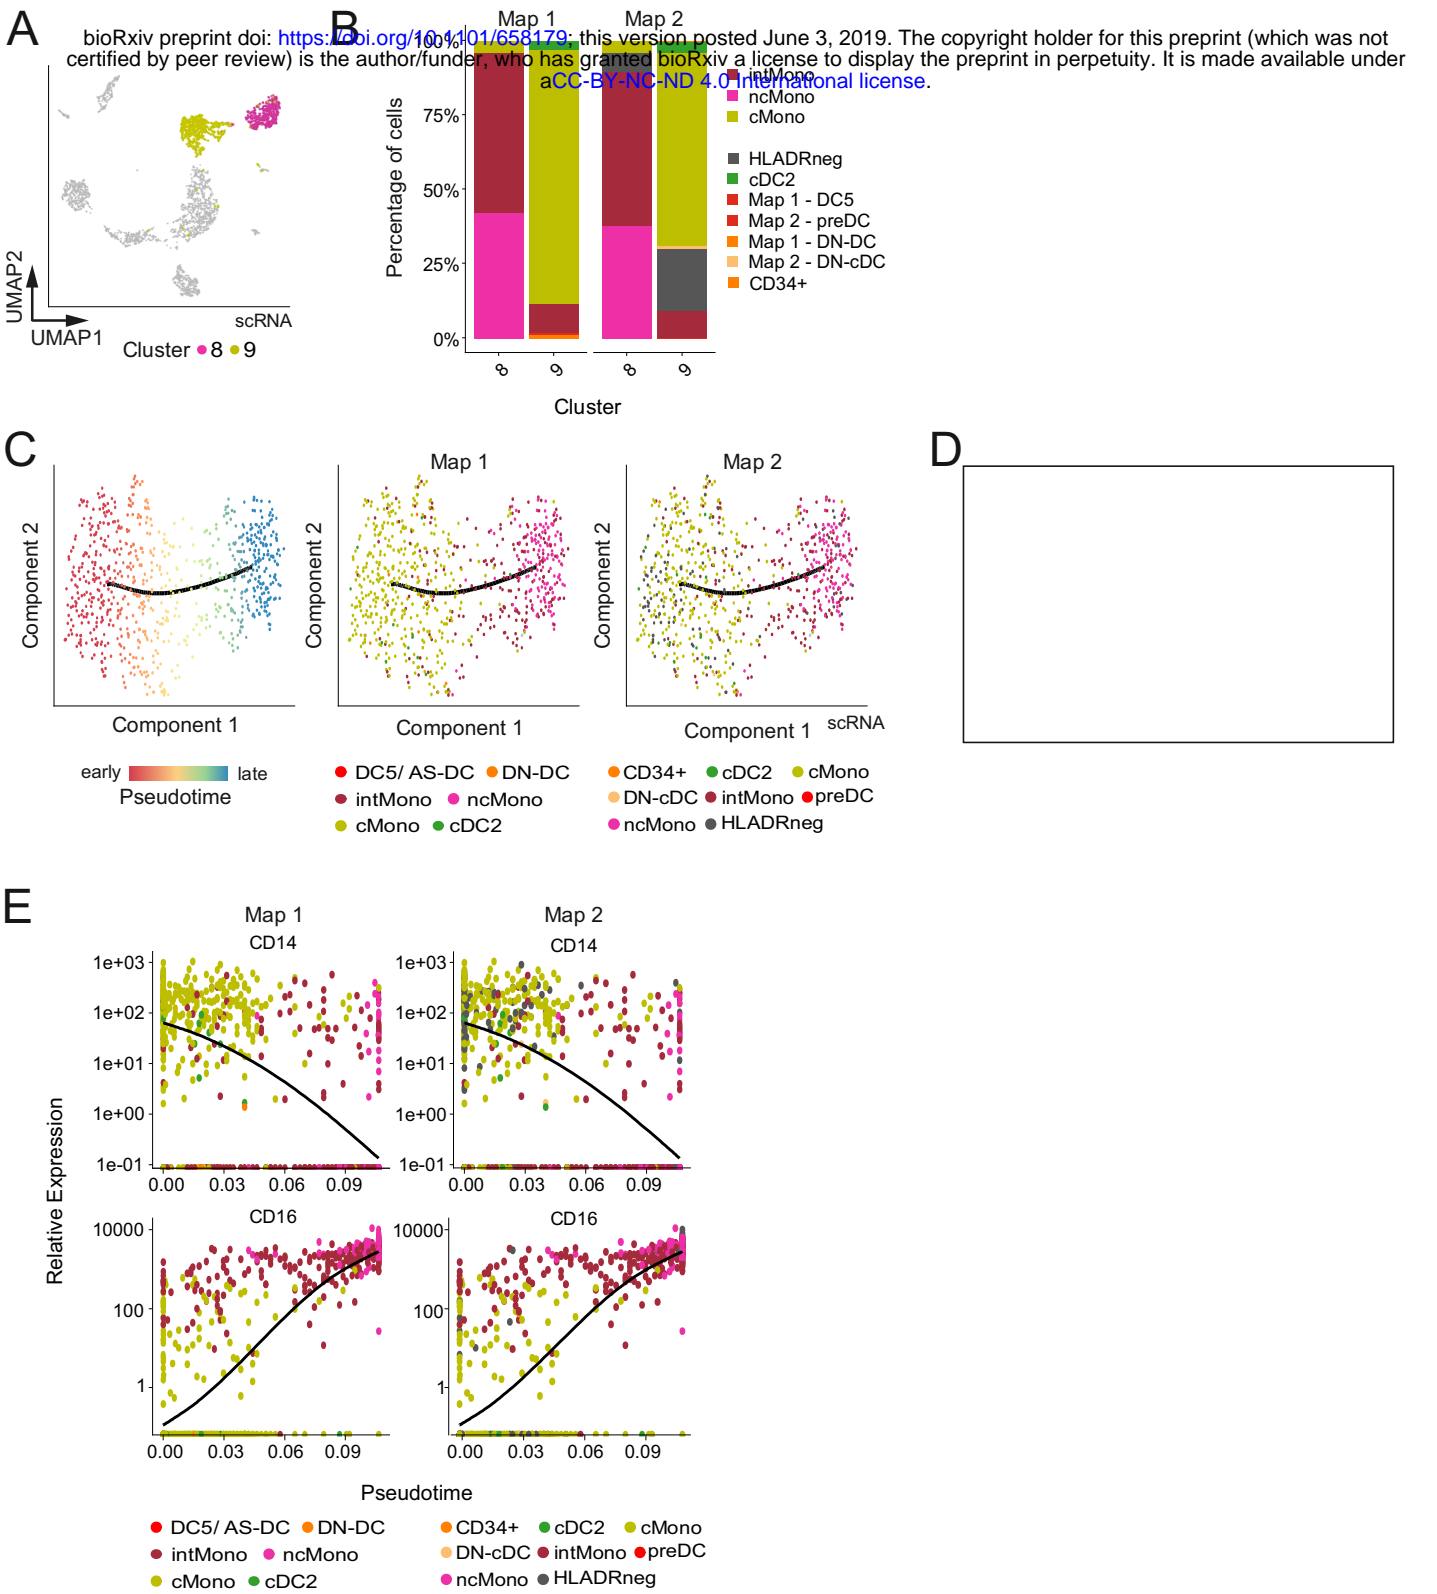 A
B
Map 1
Map 2
bioRxiv preprint doi: https://doi.org/10.1101/658179; this version posted June 3, 2019. The copyright holder for this preprint (which was not
certified by peer review) is the author/funder, who has granted bioRxiv a license to display the preprint in perpetuity. It is made available under
aCC-BY-NC-ND 4.0 International license.
UMAP2
UMAP1
scRNA
Cluster 8 9
Percentage of cells
100%
75%
50%
25%
0%
8
9
8
9
Cluster
intMono
ncMono
cMono
HLADRneg
cDC2
Map 1 - DC5
Map 2 - preDC
Map 1 - DN-DC
Map 2 - DN-cDC
CD34+
C
Component 2
Component 1
early
late
Pseudotime
Map 1
Component 2
Component 1
DC5/ AS-DC DN-DC
intMono ncMono
cMono cDC2
Map 2
Component 2
Component 1
scRNA
CD34+ cDC2 cMono
DN-cDC intMono preDC
ncMono HLADRneg
D
E
Relative Expression
Map 1
CD14
1e+03
1e+02
1e+01
1e+00
1e-01
0.00 0.03 0.06 0.09
Map 2
CD14
1e+03
1e+02
1e+01
1e+00
1e-01
0.00 0.03 0.06 0.09
CD16
10000
100
1
0.00 0.03 0.06 0.09
CD16
10000
100
1
0.00 0.03 0.06 0.09
Pseudotime
DC5/ AS-DC DN-DC
intMono ncMono
cMono cDC2
CD34+ cDC2 cMono
DN-cDC intMono preDC
ncMono HLADRneg